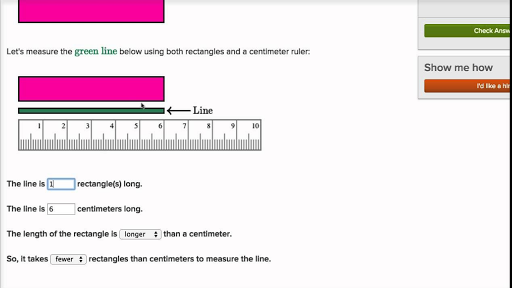 Check Answ
Let's measure the green line below using both rectangles and a centimeter ruler:
Show me how
I'd like a hin
Line
1 2 3 4 5 6 7 8 9 10
The line is 1 rectangle(s) long.
The line is 6 centimeters long.
The length of the rectangle is longer than a centimeter.
So, it takes fewer rectangles than centimeters to measure the line.